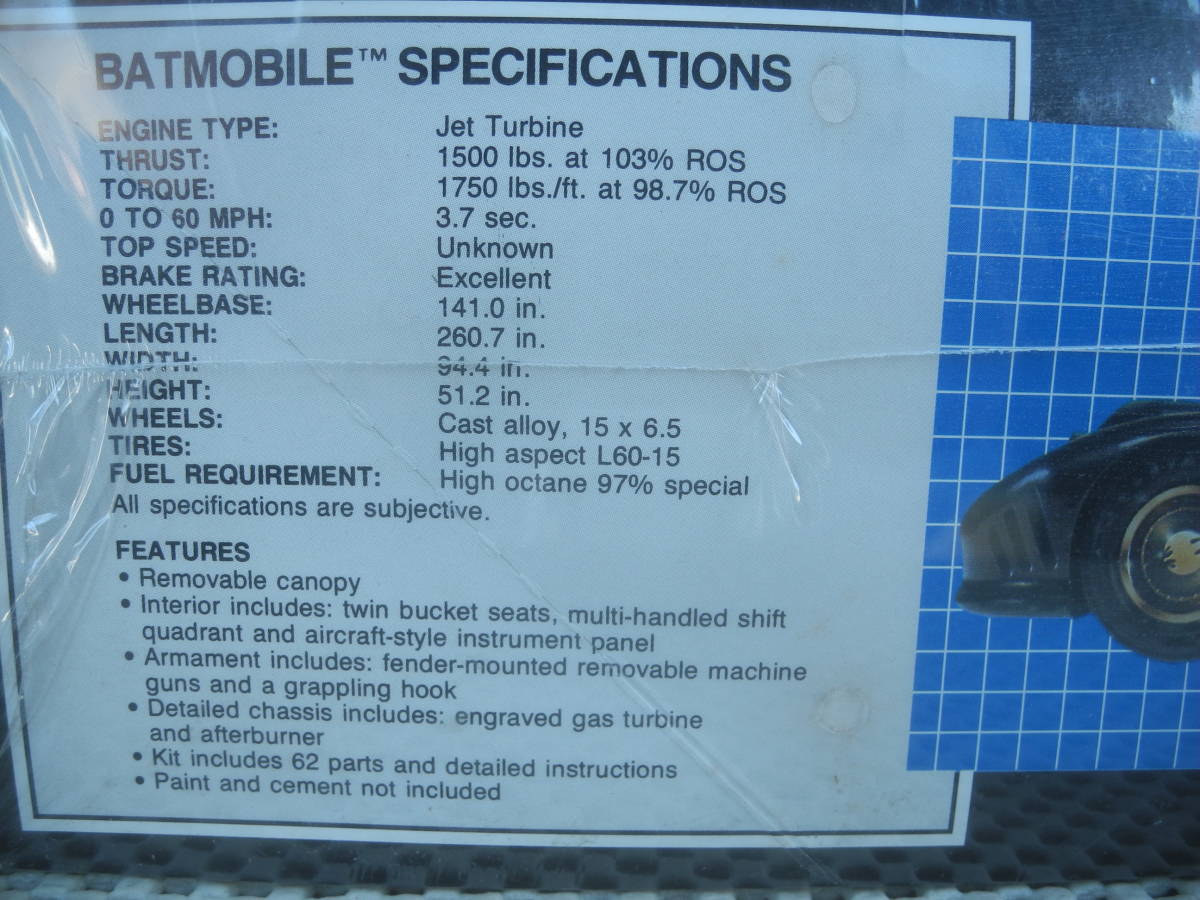 BATMOBILE™ SPECIFICATIONS
ENGINE TYPE: Jet Turbine
THRUST: 1500 lbs. at 103% ROS
TORQUE: 1750 lbs./ft. at 98.7% ROS
0 TO 60 MPH: 3.7 sec.
TOP SPEED: Unknown
BRAKE RATING: Excellent
WHEELBASE: 141.0 in.
LENGTH: 260.7 in.
WIDTH: 94.4 in.
HEIGHT: 51.2 in.
WHEELS: Cast alloy, 15 x 6.5
TIRES: High aspect L60-15
FUEL REQUIREMENT: High octane 97% special
All specifications are subjective.
FEATURES
• Removable canopy
• Interior includes: twin bucket seats, multi-handled shift
quadrant and aircraft-style instrument panel
• Armament includes: fender-mounted removable machine
guns and a grappling hook
• Detailed chassis includes: engraved gas turbine
and afterburner
• Kit includes 62 parts and detailed instructions
• Paint and cement not included